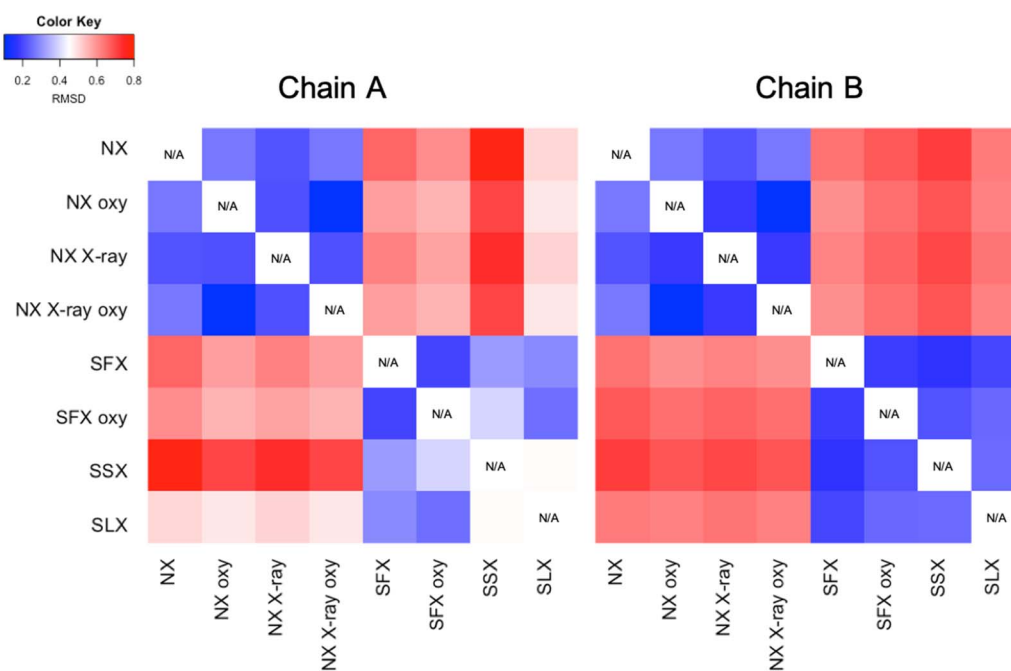 Color Key
0.2 0.4 0.6 0.8
RMSD
Chain A Chain B
NX N/A N/A
NX oxy N/A N/A
NX X-ray N/A N/A
NX X-ray oxy N/A N/A
SFX N/A N/A
SFX oxy N/A N/A
SSX N/A N/A
SLX N/A N/A
NX NX oxy NX X-ray NX X-ray oxy SFX SFX oxy SSX SLX NX NX oxy NX X-ray NX X-ray oxy SFX SFX oxy SSX SLX